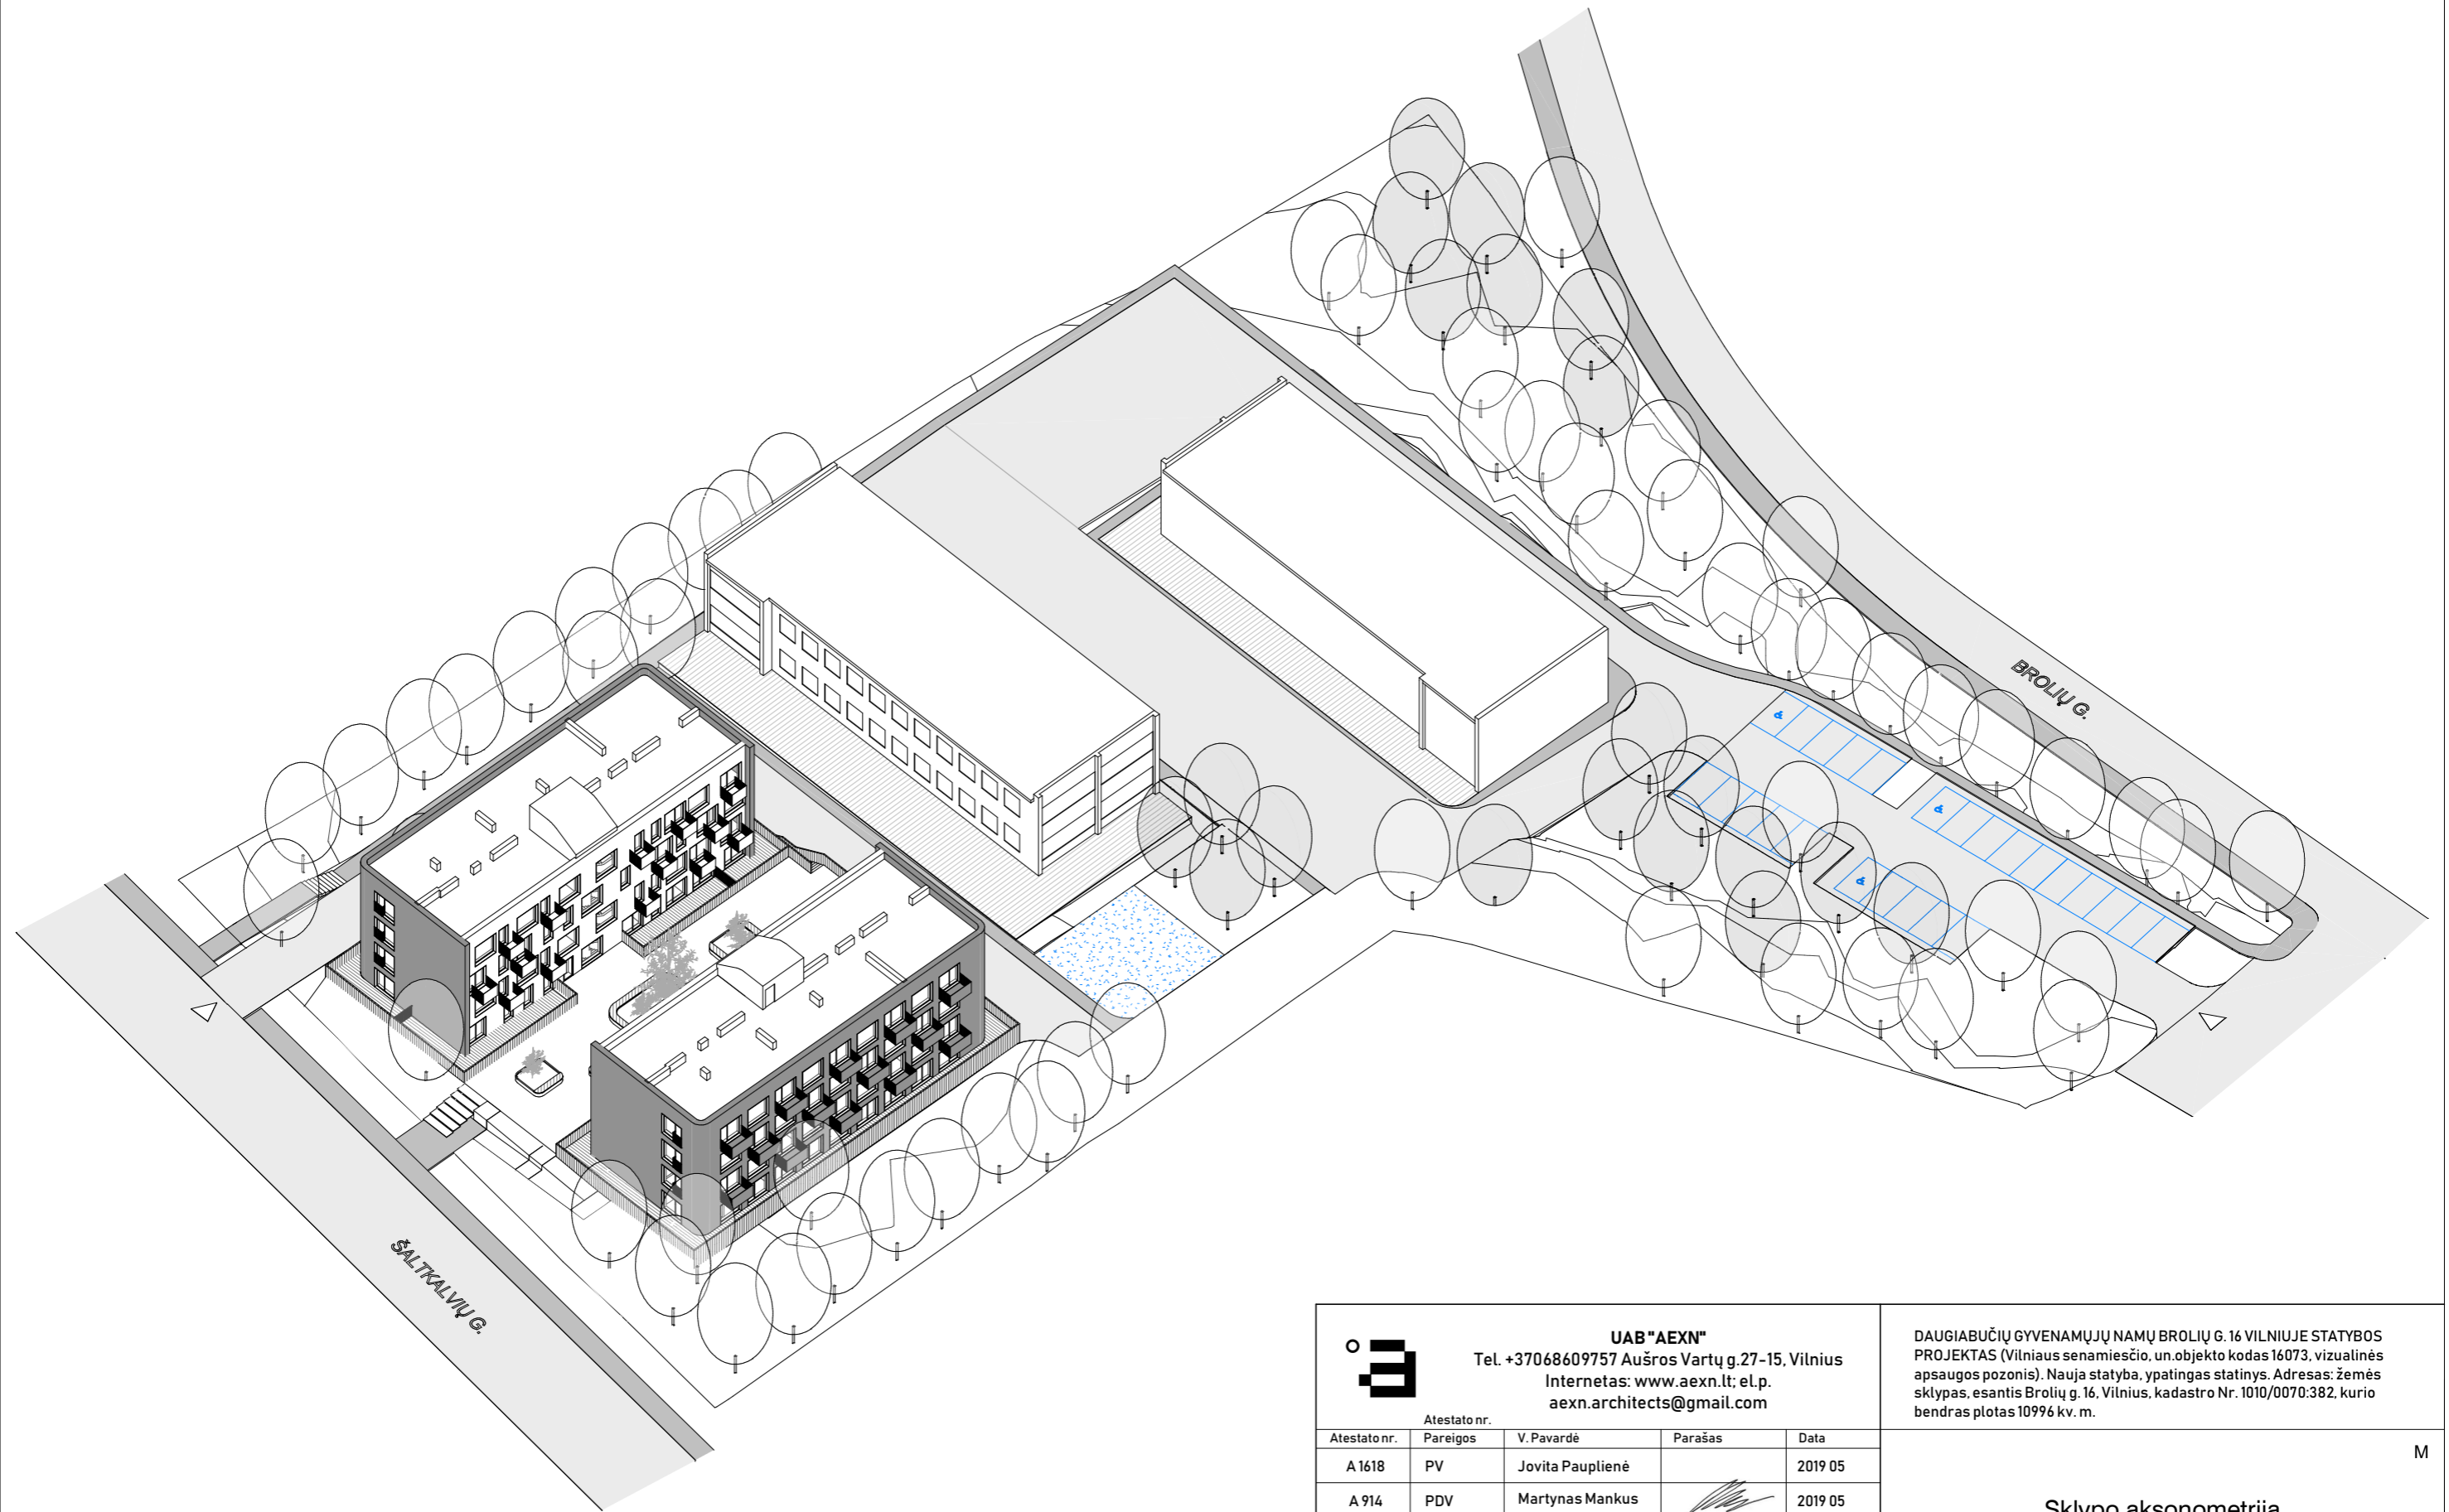 BROLIŲ G.
ŠALTKALVIŲ G.
UAB "AEXN"
Tel. +37068609757 Aušros Vartų g.27-15, Vilnius
Internetas: www.aexn.lt; el.p.
aexn.architects@gmail.com
Atestato nr.
Atestato nr. Pareigos V. Pavardė Parašas Data
A 1618 PV Jovita Pauplienė 2019 05
A 914 PDV Martynas Mankus 2019 05
DAUGIABUČIŲ GYVENAMŲJŲ NAMŲ BROLIŲ G. 16 VILNIUJE STATYBOS
PROJEKTAS (Vilniaus senamiesčio, un.objekto kodas 16073, vizualinės
apsaugos pozonis). Nauja statyba, ypatingas statinys. Adresas: žemės
sklypas, esantis Brolių g. 16, Vilnius, kadastro Nr. 1010/0070:382, kurio
bendras plotas 10996 kv. m.
M
Sklypo aksonometrija